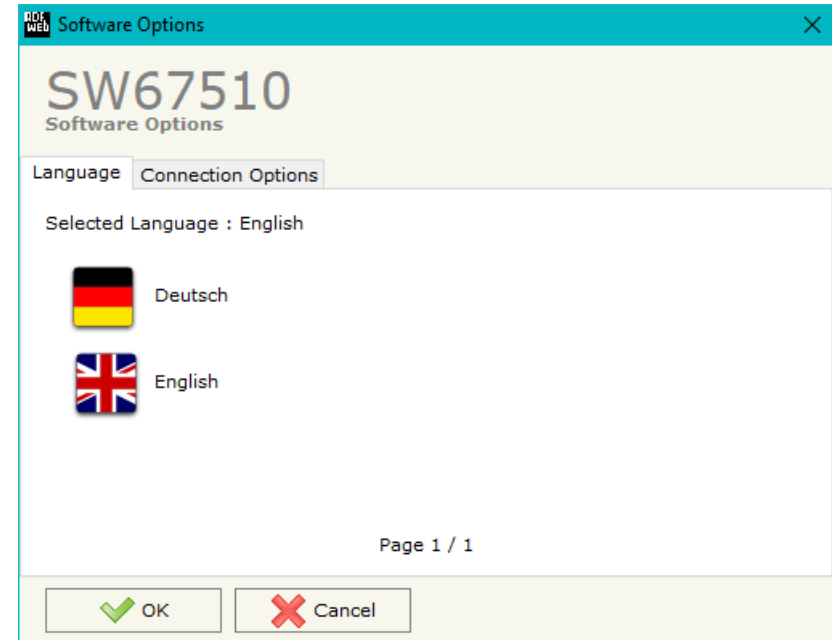 ADF
WEB
Software Options
SW67510
Software Options
Language
Connection Options
Selected Language : English
Deutsch
English
Page 1 / 1
OK
Cancel